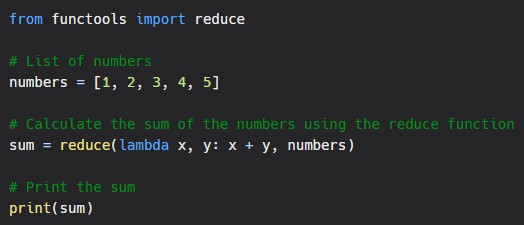 from functools import reduce
# List of numbers
numbers = [1, 2, 3, 4, 5]
# Calculate the sum of the numbers using the reduce function
sum = reduce(lambda x, y: x + y, numbers)
# Print the sum
print(sum)